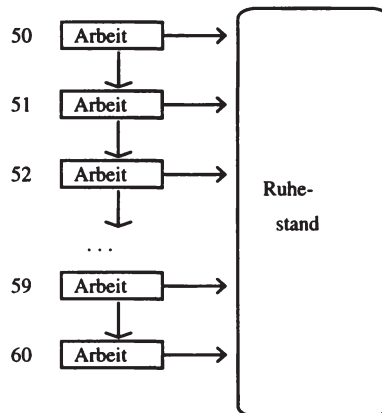 50 Arbeit
51 Arbeit
52 Arbeit
Ruhe-
stand
...
59 Arbeit
60 Arbeit